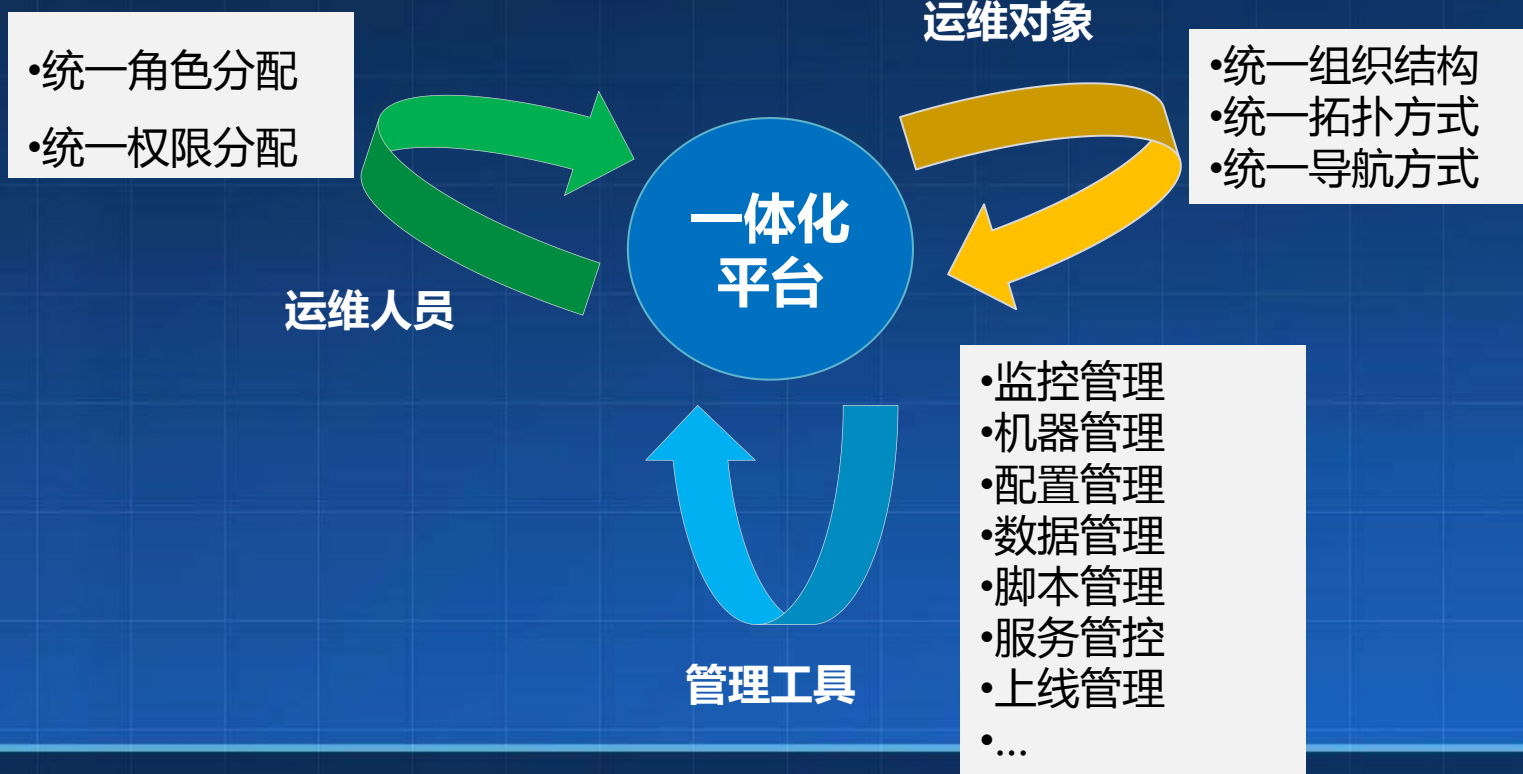 运维对象
•统一角色分配
•统一权限分配
•统一组织结构
•统一拓扑方式
•统一导航方式
一体化
平台
运维人员
•监控管理
•机器管理
•配置管理
•数据管理
•脚本管理
•服务管控
•上线管理
•...
管理工具